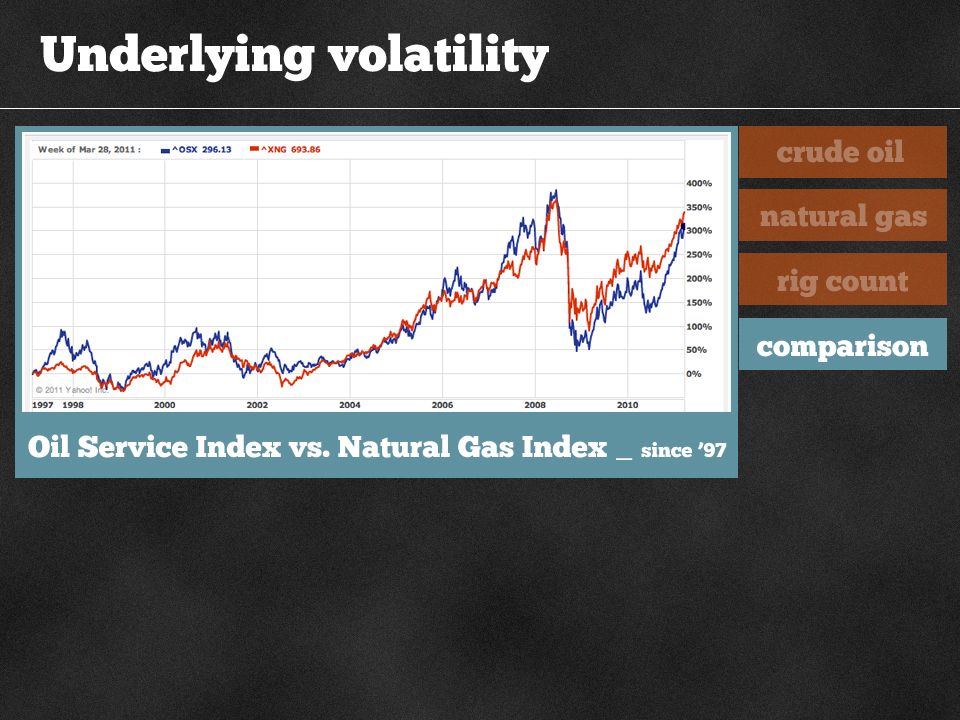 Underlying volatility
Week of Mar 28, 2011 : ^OSX 296.13 ^XNG 693.86
400%
350%
300%
250%
200%
150%
100%
50%
0%
© 2011 Yahoo! Inc.
1997 1998 2000 2002 2004 2006 2008 2010
Oil Service Index vs. Natural Gas Index _ since ’97
crude oil
natural gas
rig count
comparison